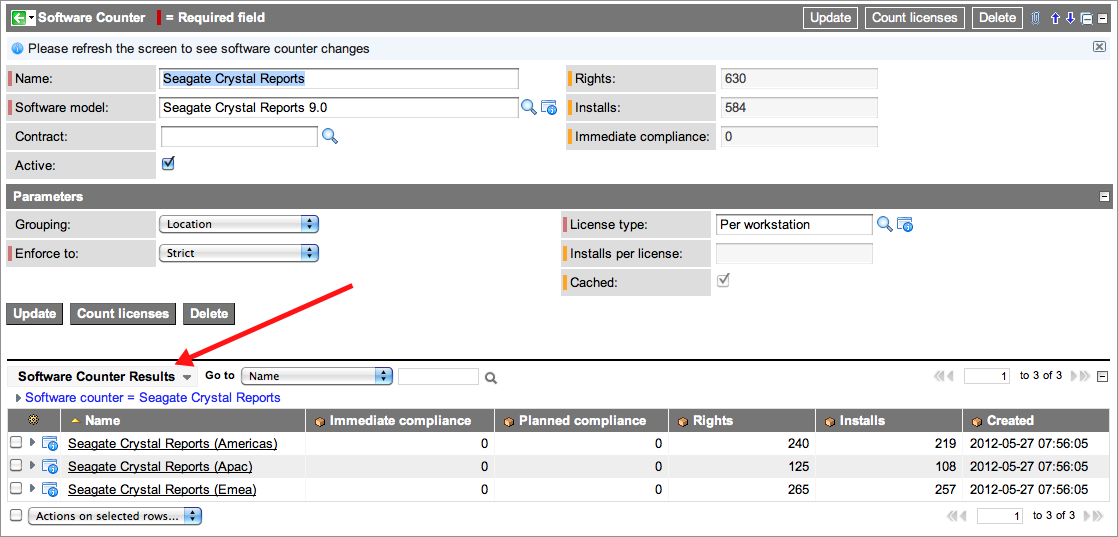 Software Counter = Required field Update Count licenses Delete
Please refresh the screen to see software counter changes
Name: Seagate Crystal Reports Rights: 630
Software model: Seagate Crystal Reports 9.0 Installs: 584
Contract: Immediate compliance: 0
Active:
Parameters
Grouping: Location License type: Per workstation
Enforce to: Strict Installs per license:
Cached:
Update Count licenses Delete
Software Counter Results Go to Name 1 to 3 of 3
Software counter = Seagate Crystal Reports
Name Immediate compliance Planned compliance Rights Installs Created
Seagate Crystal Reports (Americas) 0 0 240 219 2012-05-27 07:56:05
Seagate Crystal Reports (Apac) 0 0 125 108 2012-05-27 07:56:05
Seagate Crystal Reports (Emea) 0 0 265 257 2012-05-27 07:56:05
Actions on selected rows... 1 to 3 of 3